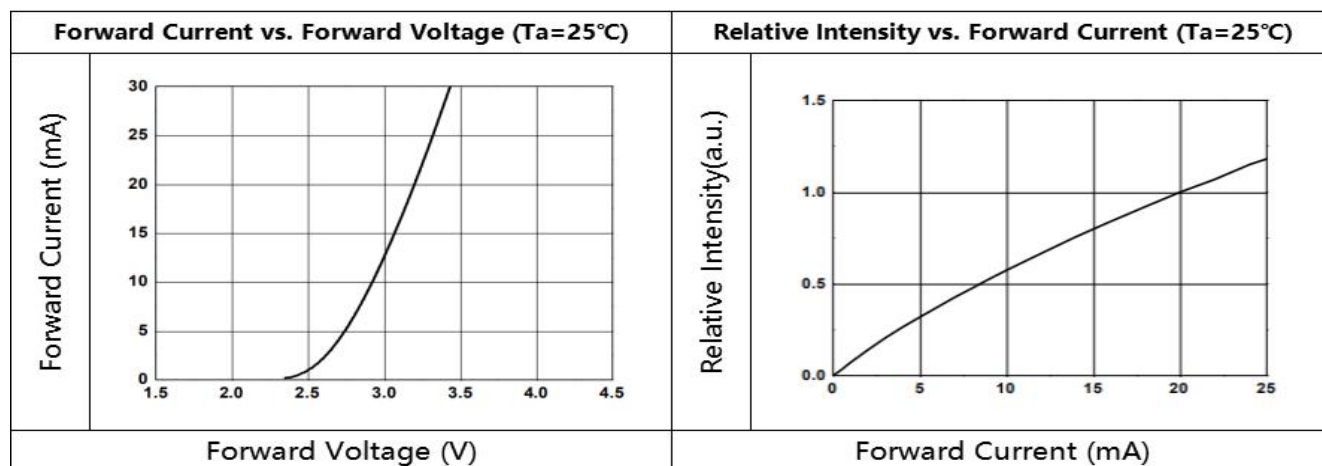 Forward Current vs. Forward Voltage (Ta=25℃)
Forward Current (mA)
30
25
20
15
10
5
0
1.5 2.0 2.5 3.0 3.5 4.0 4.5
Forward Voltage (V)
Relative Intensity vs. Forward Current (Ta=25℃)
Relative Intensity(a.u.)
1.5
1.0
0.5
0.0
0 5 10 15 20 25
Forward Current (mA)